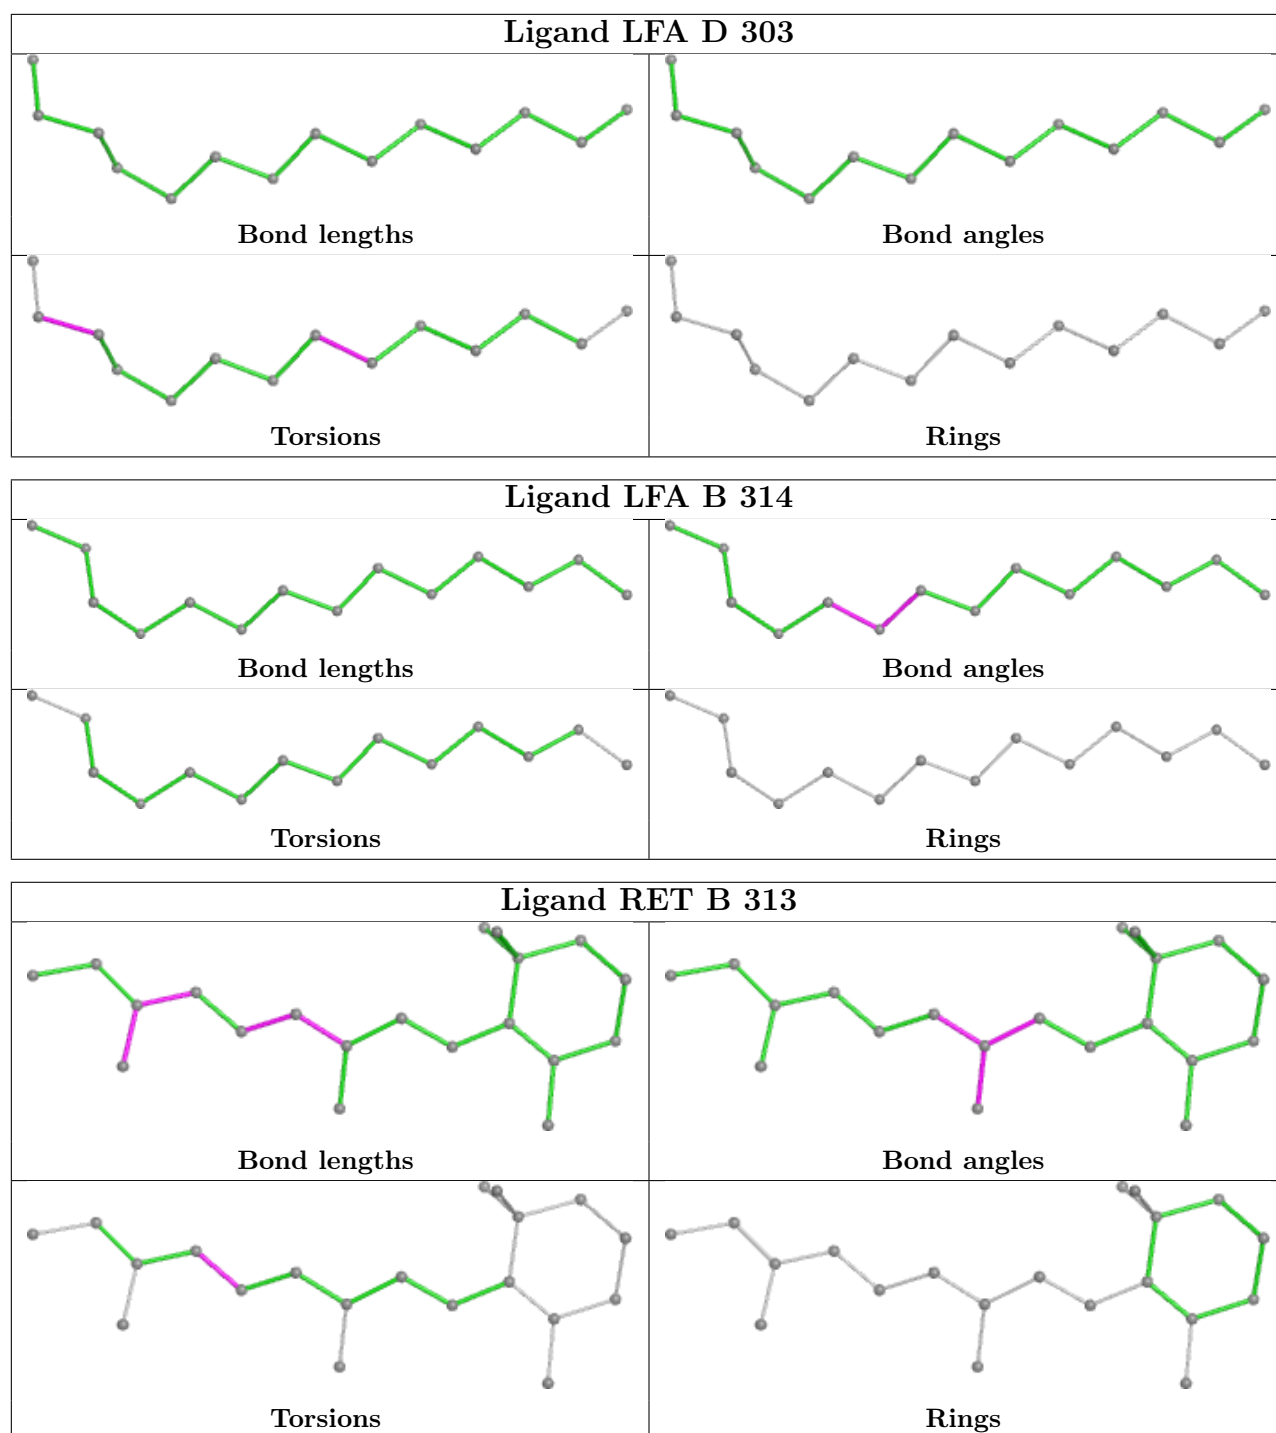 Ligand LFA D 303
Bond lengths
Bond angles
Torsions
Rings
Ligand LFA B 314
Bond lengths
Bond angles
Torsions
Rings
Ligand RET B 313
Bond lengths
Bond angles
Torsions
Rings